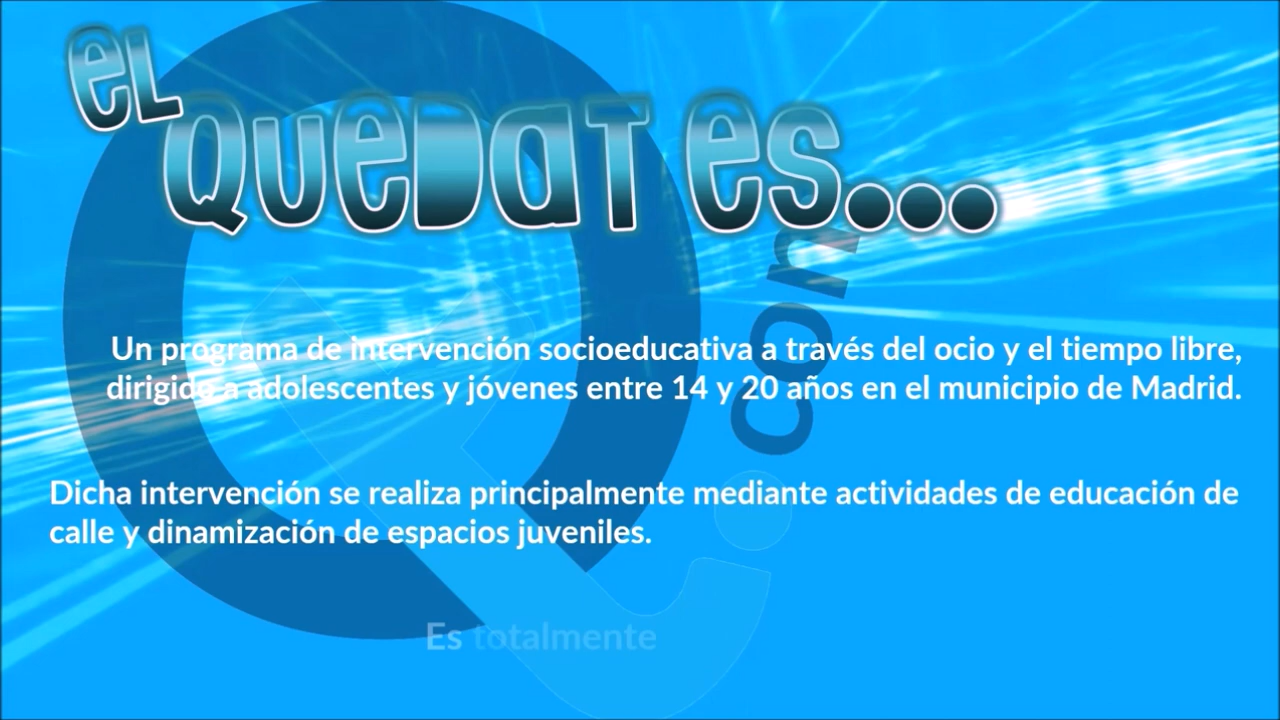 EL
QUEDAT ES...
.con
Un programa de intervención socioeducativa a través del ocio y el tiempo libre,
dirigido a adolescentes y jóvenes entre 14 y 20 años en el municipio de Madrid.
Dicha intervención se realiza principalmente mediante actividades de educación de
calle y dinamización de espacios juveniles.
Es totalmente